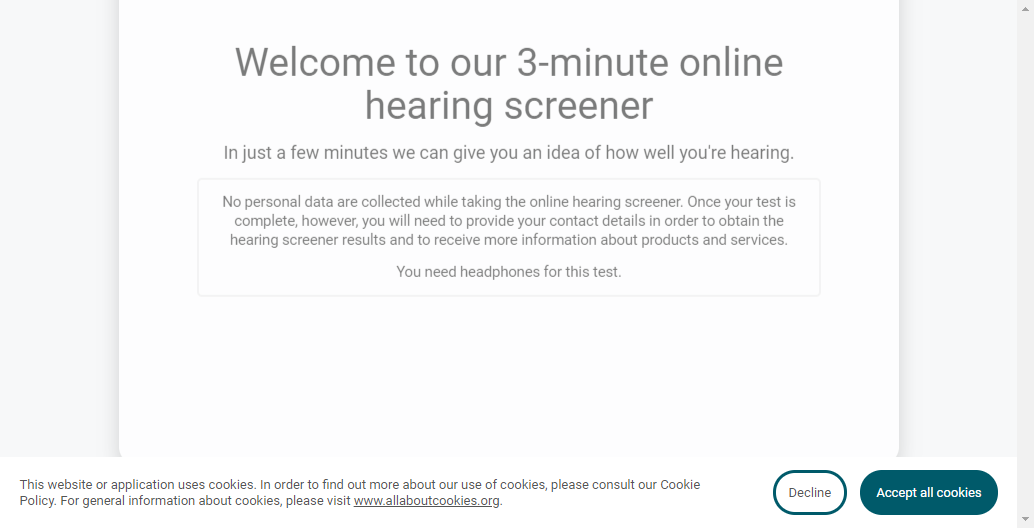 Welcome to our 3-minute online
hearing screener
In just a few minutes we can give you an idea of how well you're hearing.
No personal data are collected while taking the online hearing screener. Once your test is
complete, however, you will need to provide your contact details in order to obtain the
hearing screener results and to receive more information about products and services.
You need headphones for this test.
This website or application uses cookies. In order to find out more about our use of cookies, please consult our Cookie
Policy. For general information about cookies, please visit www.allaboutcookies.org.
Decline
Accept all cookies